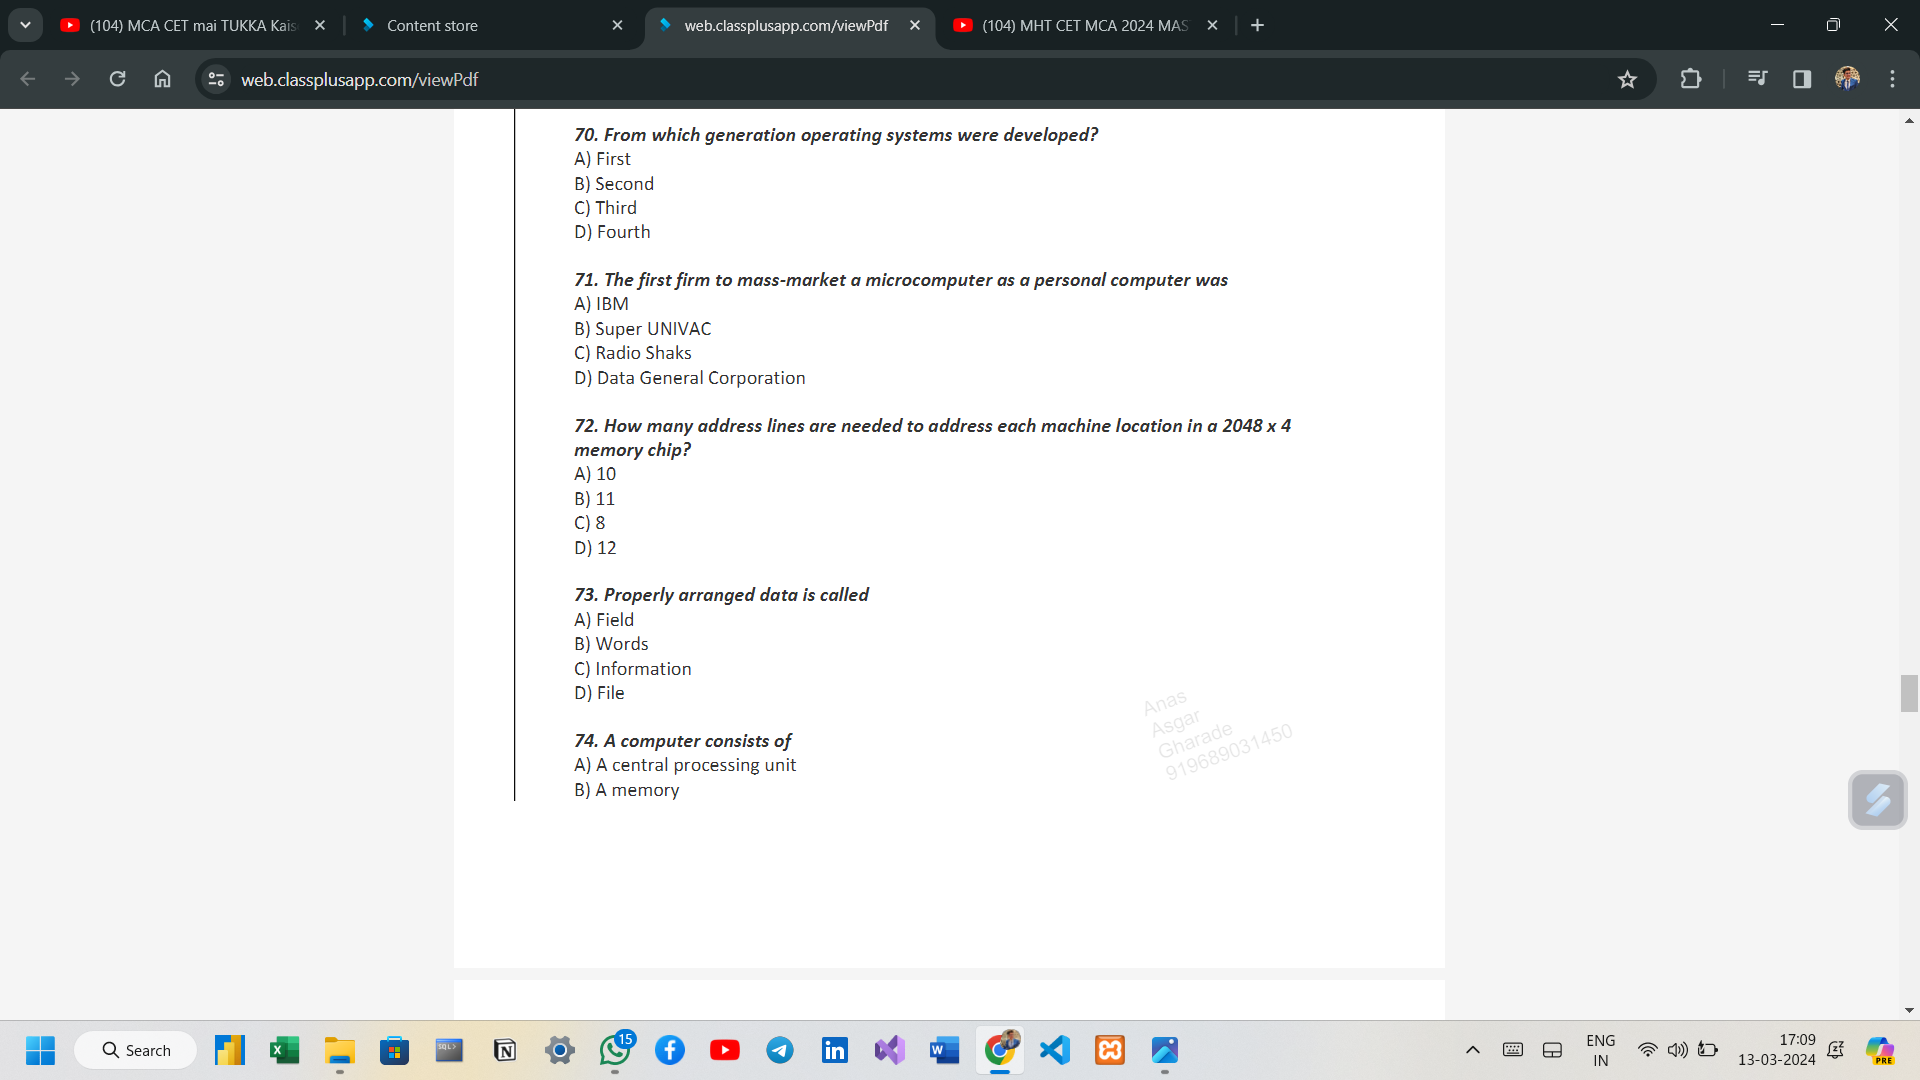 (104) MCA CET mai TUKKA Kais
Content store
web.classplusapp.com/viewPdf
(104) MHT CET MCA 2024 MAS
web.classplusapp.com/viewPdf
70. From which generation operating systems were developed?
A) First
B) Second
C) Third
D) Fourth
71. The first firm to mass-market a microcomputer as a personal computer was
A) IBM
B) Super UNIVAC
C) Radio Shaks
D) Data General Corporation
72. How many address lines are needed to address each machine location in a 2048 x 4
memory chip?
A) 10
B) 11
C) 8
D) 12
73. Properly arranged data is called
A) Field
B) Words
C) Information
D) File
74. A computer consists of
A) A central processing unit
B) A memory
Anas
Asgar
Gharade
919689031450
Search
SQL>
15
ENG
IN
17:09
13-03-2024
PRE